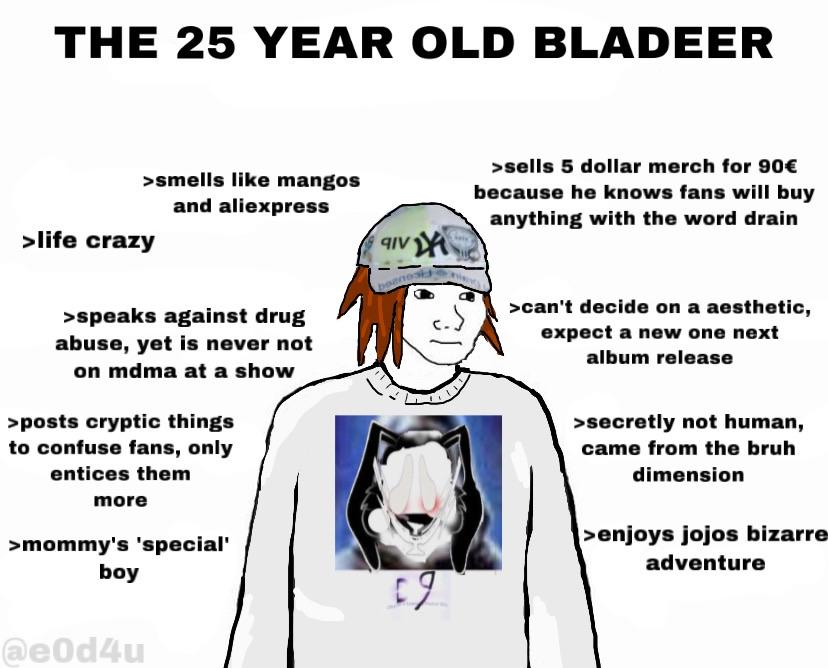 THE 25 YEAR OLD BLADEER
>smells like mangos
and aliexpress
>sells 5 dollar merch for 90€
because he knows fans will buy
anything with the word drain
>life crazy
>speaks against drug
abuse, yet is never not
on mdma at a show
>can't decide on a aesthetic,
expect a new one next
album release
>posts cryptic things
to confuse fans, only
entices them
more
>secretly not human,
came from the bruh
dimension
>mommy's 'special'
boy
>enjoys jojos bizarre
adventure
VIP
NY
@e0d4u